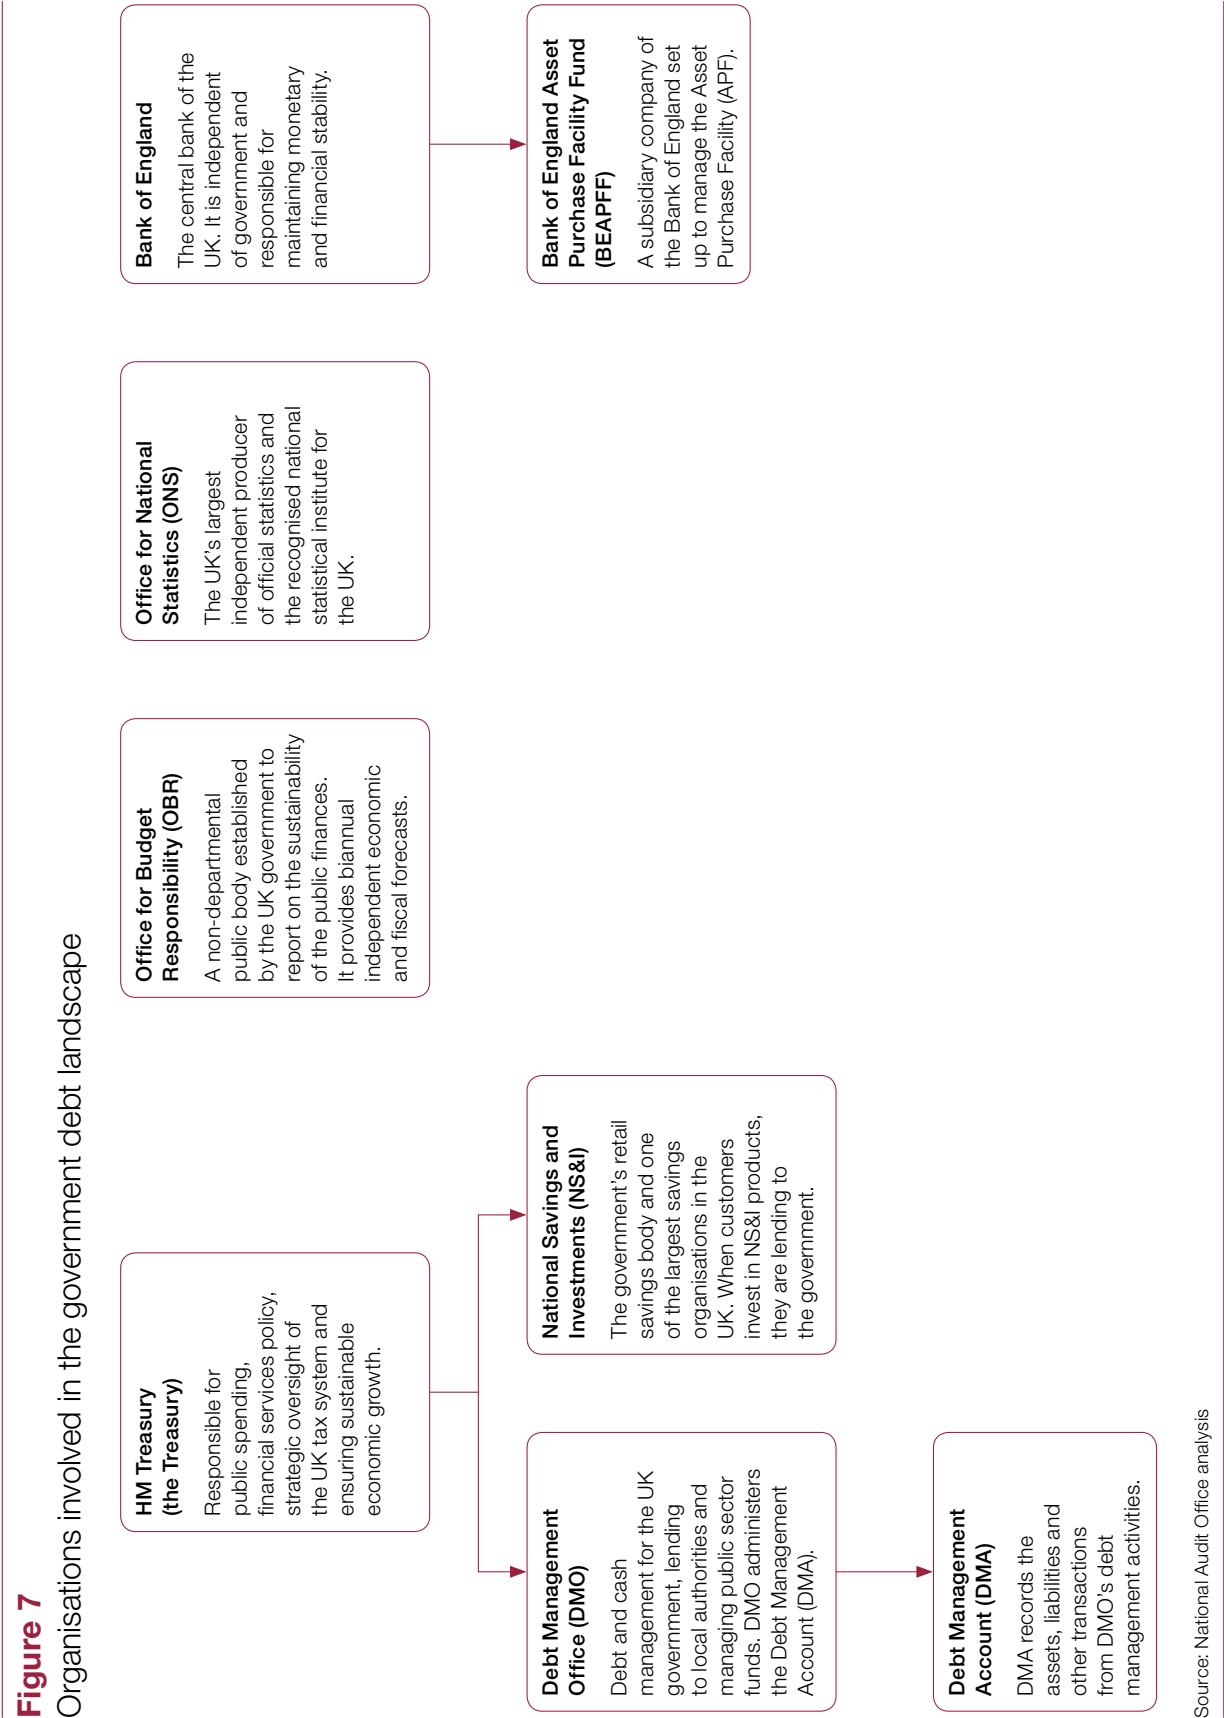 Figure 7
Organisations involved in the government debt landscape
HM Treasury
(the Treasury)
Responsible for
public spending,
financial services policy,
strategic oversight of
the UK tax system and
ensuring sustainable
economic growth.
Office for Budget
Responsibility (OBR)
A non-departmental
public body established
by the UK government to
report on the sustainability
of the public finances.
It provides biannual
independent economic
and fiscal forecasts.
Office for National
Statistics (ONS)
The UK’s largest
independent producer
of official statistics and
the recognised national
statistical institute for
the UK.
Bank of England
The central bank of the
UK. It is independent
of government and
responsible for
maintaining monetary
and financial stability.
Debt Management
Office (DMO)
Debt and cash
management for the UK
government, lending
to local authorities and
managing public sector
funds. DMO administers
the Debt Management
Account (DMA).
National Savings and
Investments (NS&I)
The government’s retail
savings body and one
of the largest savings
organisations in the
UK. When customers
invest in NS&I products,
they are lending to
the government.
Bank of England Asset
Purchase Facility Fund
(BEAPFF)
A subsidiary company of
the Bank of England set
up to manage the Asset
Purchase Facility (APF).
Debt Management
Account (DMA)
DMA records the
assets, liabilities and
other transactions
from DMO’s debt
management activities.
Source: National Audit Office analysis